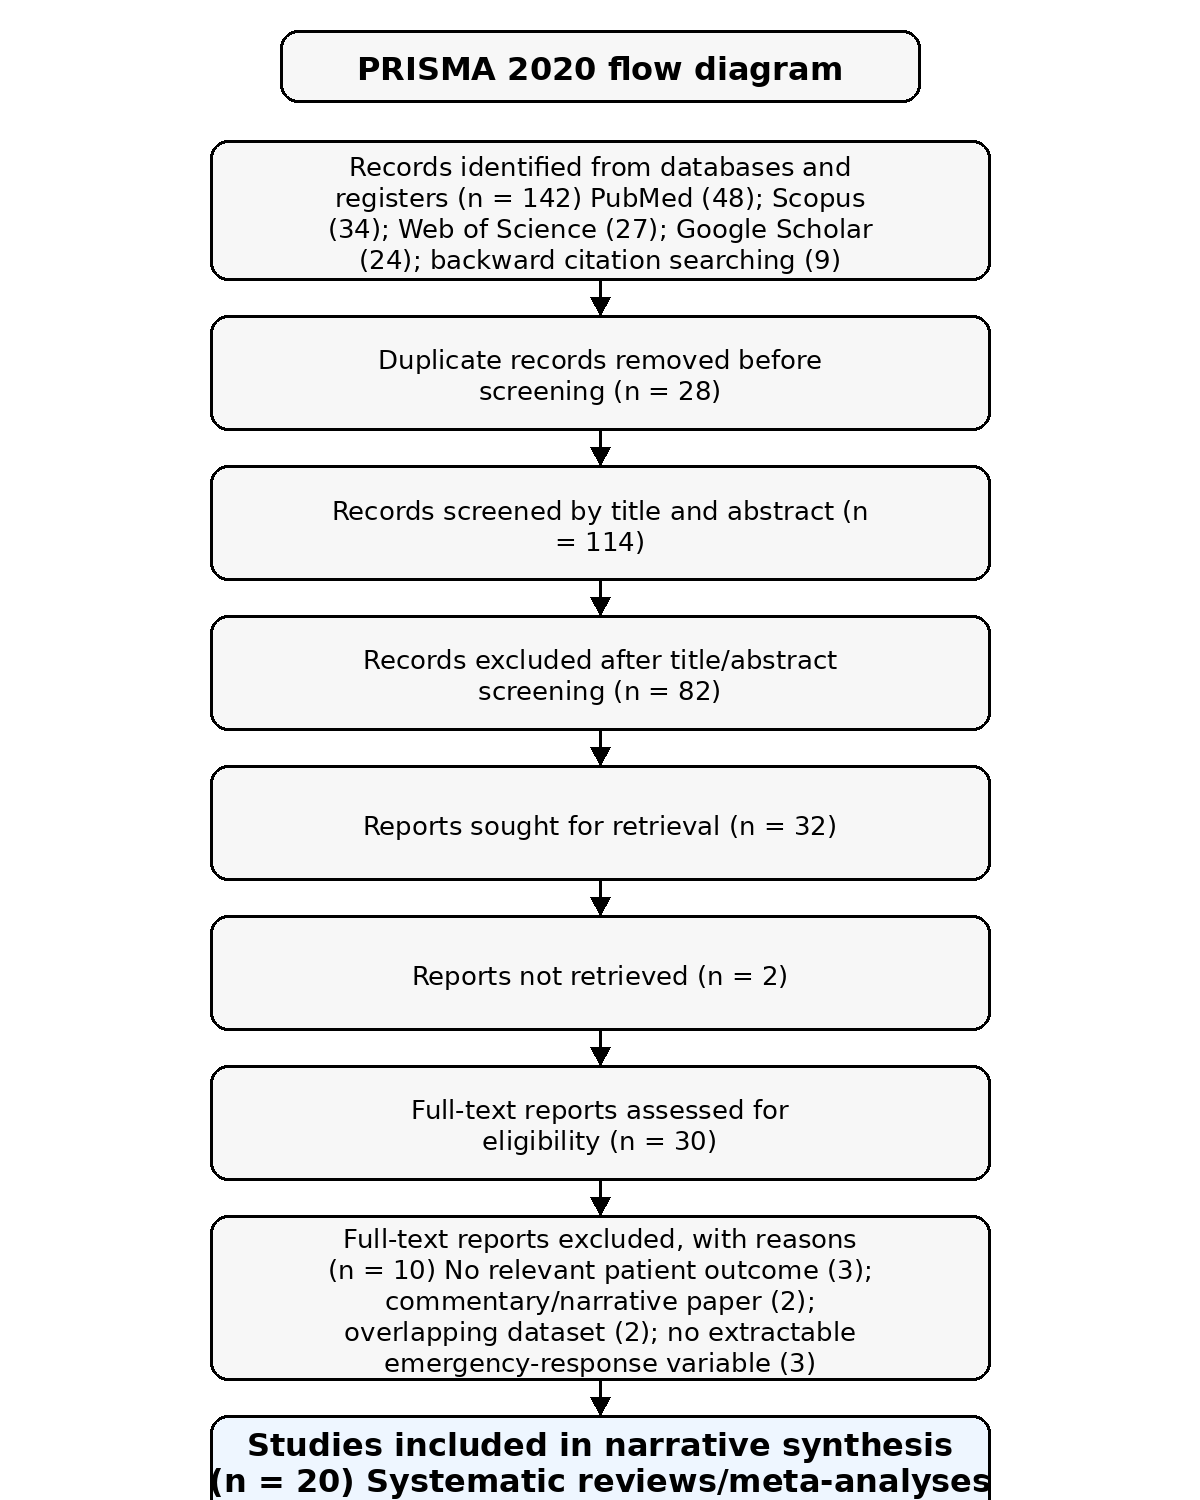 PRISMA 2020 flow diagram
Records identified from databases and
registers (n = 142) PubMed (48); Scopus
(34); Web of Science (27); Google Scholar
(24); backward citation searching (9)
Duplicate records removed before
screening (n = 28)
Records screened by title and abstract (n
= 114)
Records excluded after title/abstract
screening (n = 82)
Reports sought for retrieval (n = 32)
Reports not retrieved (n = 2)
Full-text reports assessed for
eligibility (n = 30)
Full-text reports excluded, with reasons
(n = 10) No relevant patient outcome (3);
commentary/narrative paper (2);
overlapping dataset (2); no extractable
emergency-response variable (3)
Studies included in narrative synthesis
(n = 20) Systematic reviews/meta-analyses